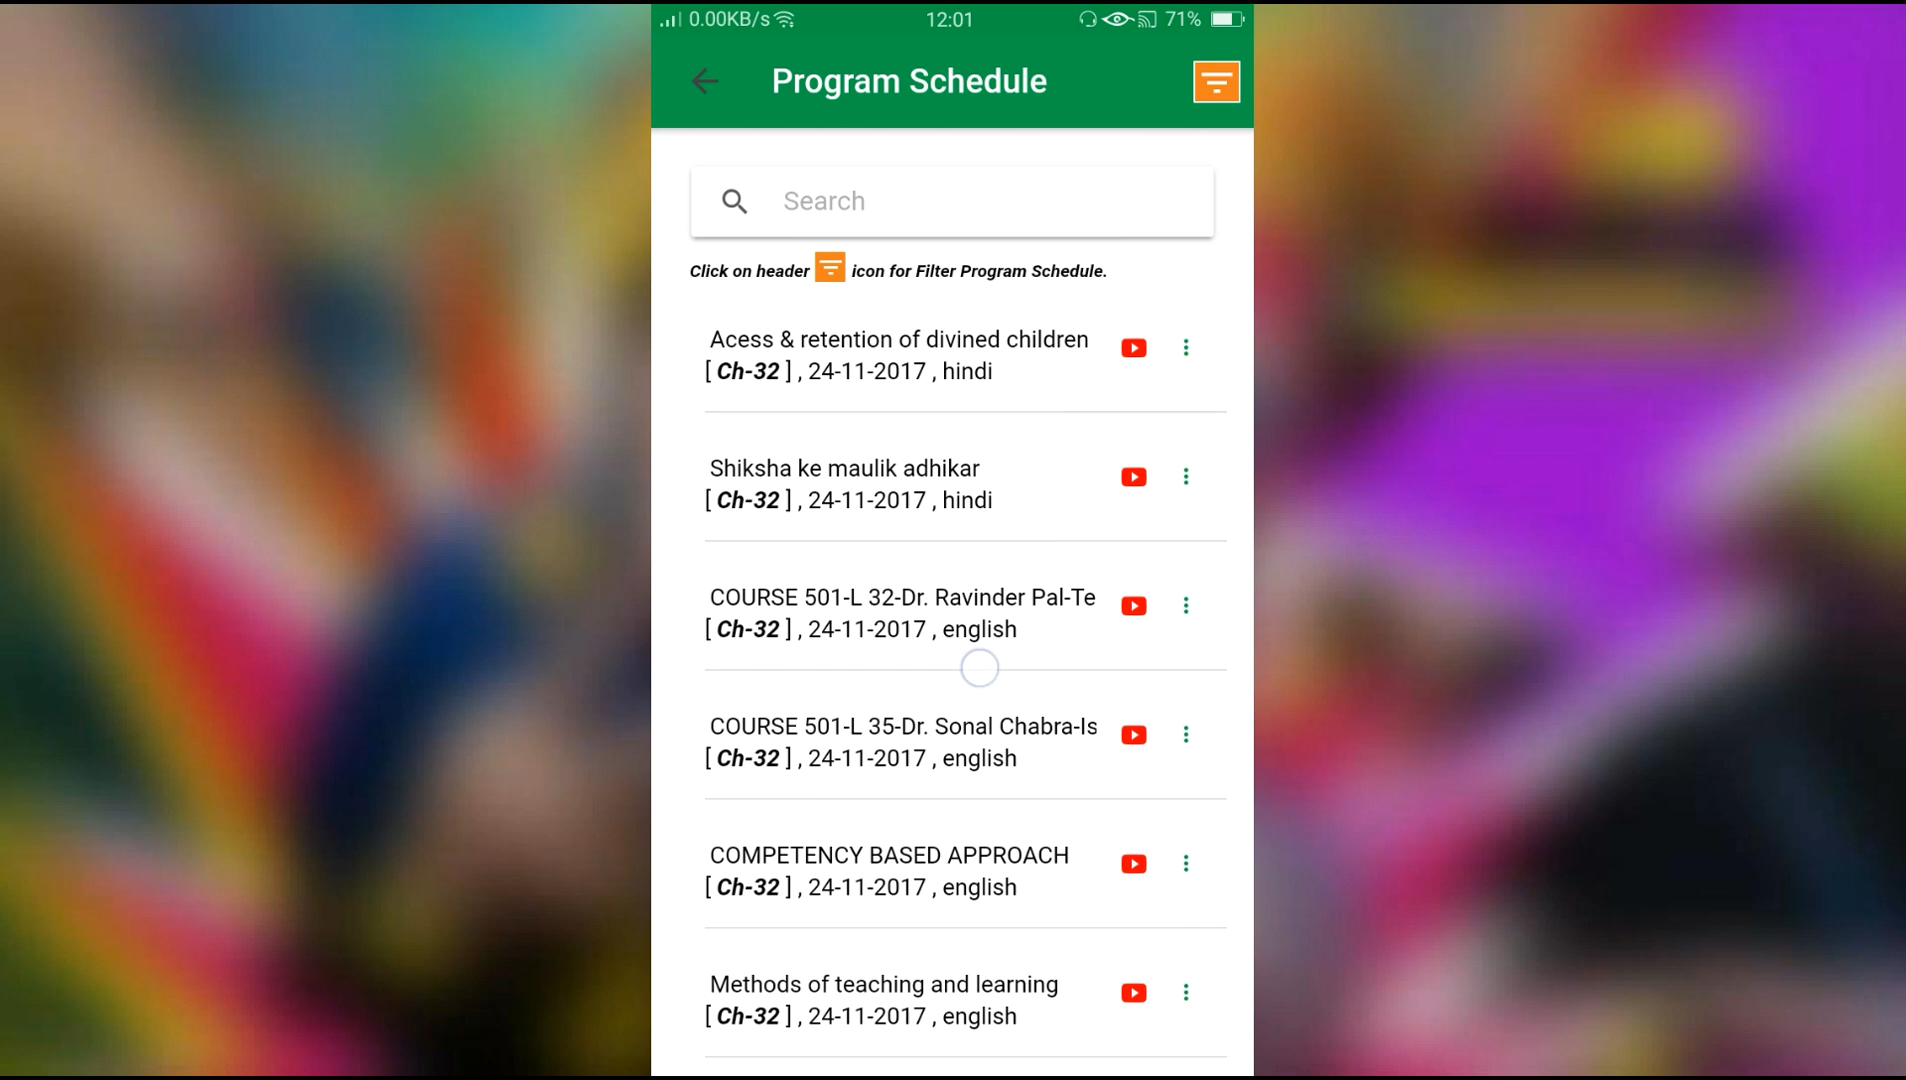 0.00KB/s 12:01 71%
Program Schedule
Search
Click on header icon for Filter Program Schedule.
Acess & retention of divined children
[ Ch-32 ] , 24-11-2017 , hindi
Shiksha ke maulik adhikar
[ Ch-32 ] , 24-11-2017 , hindi
COURSE 501-L 32-Dr. Ravinder Pal-Te
[ Ch-32 ] , 24-11-2017 , english
COURSE 501-L 35-Dr. Sonal Chabra-Is
[ Ch-32 ] , 24-11-2017 , english
COMPETENCY BASED APPROACH
[ Ch-32 ] , 24-11-2017 , english
Methods of teaching and learning
[ Ch-32 ] , 24-11-2017 , english